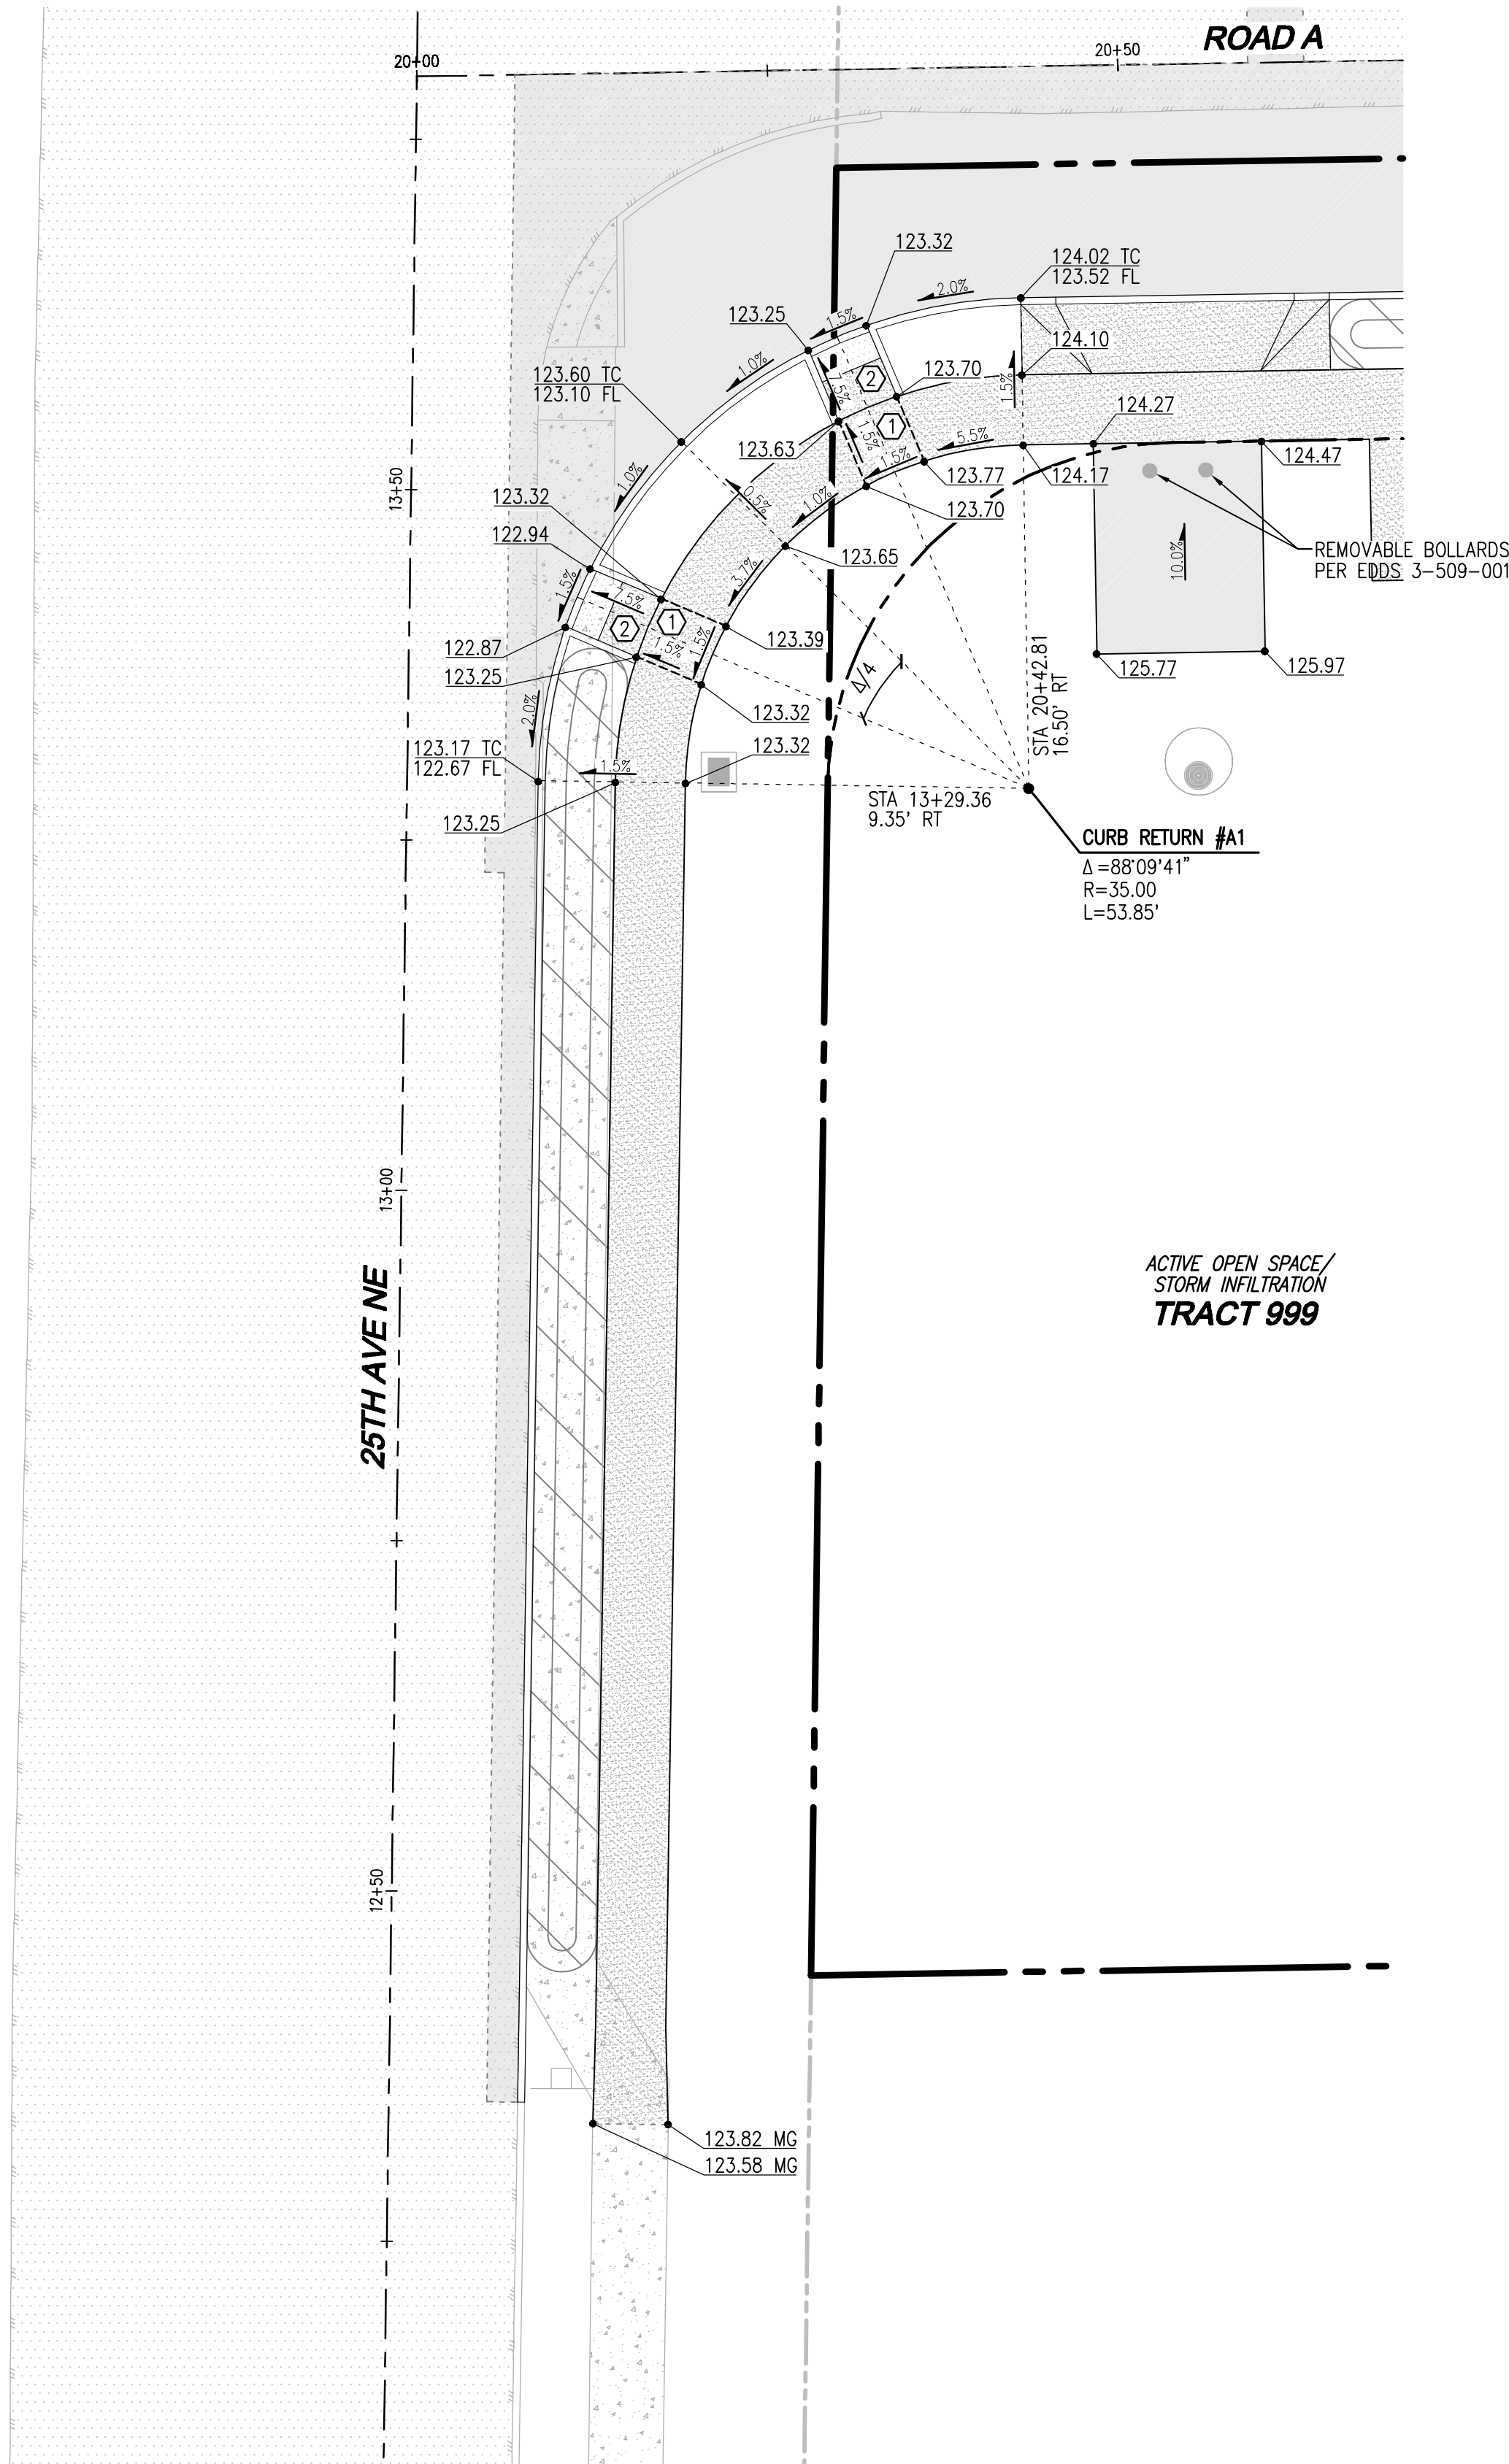 ROAD A
20+00
20+50
123.32
124.02 TC
123.52 FL
2.0%
1.5%
123.25
124.10
1.0%
123.60 TC
123.10 FL
7.5%
2
123.70
1.5%
124.27
1
1.5%
5.5%
123.63
1.5%
124.47
13+50
1.0%
123.32
0.5%
1.0%
123.77
124.17
123.70
122.94
123.65
REMOVABLE BOLLARDS
PER EDDS 3-509-001
10.0%
1.5%
7.5%
3.7%
1
2
122.87
1.5%
1.5%
123.39
123.25
125.77
125.97
Δ/4
STA 20+42.81
16.50' RT
2.0%
123.32
123.17 TC
122.67 FL
1.5%
123.32
STA 13+29.36
9.35' RT
123.25
CURB RETURN #A1
Δ=88°09'41"
R=35.00
L=53.85'
13+00
25TH AVE NE
ACTIVE OPEN SPACE/
STORM INFILTRATION
TRACT 999
12+50
123.82 MG
123.58 MG